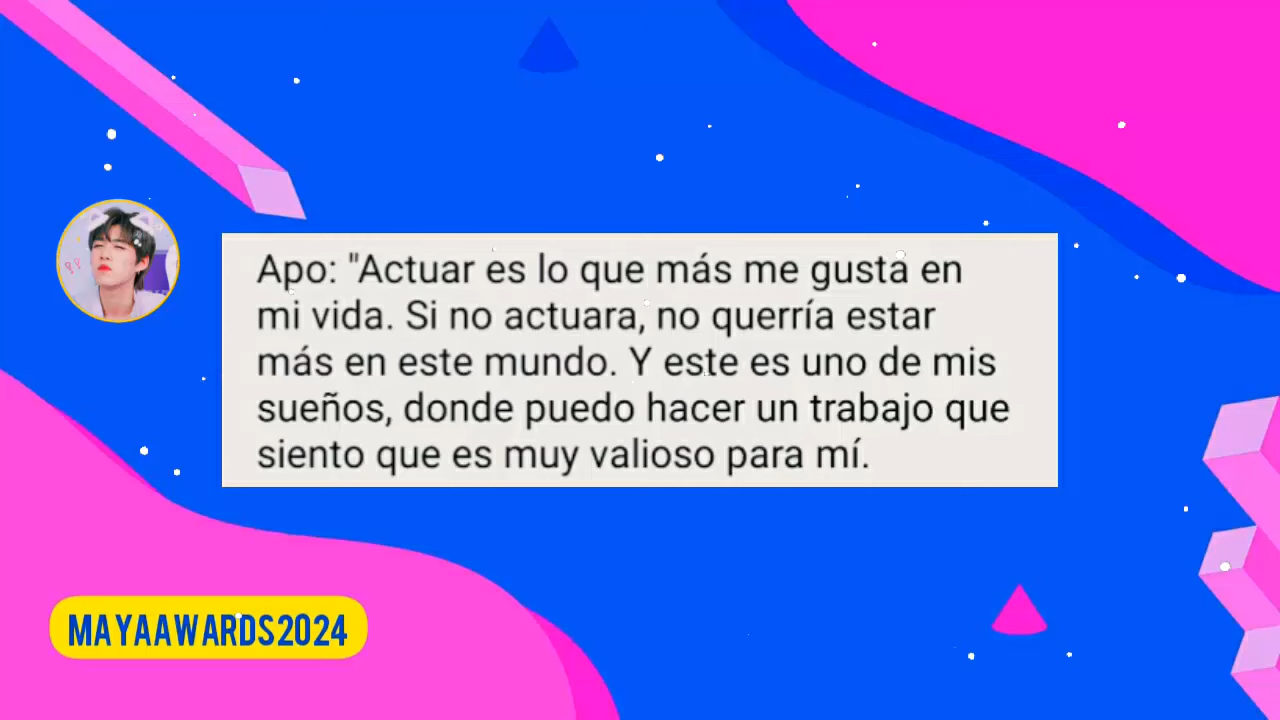 Apo: "Actuar es lo que más me gusta en
mi vida. Si no actuara, no querría estar
más en este mundo. Y este es uno de mis
sueños, donde puedo hacer un trabajo que
siento que es muy valioso para mí.
MAYAAWARDS2024